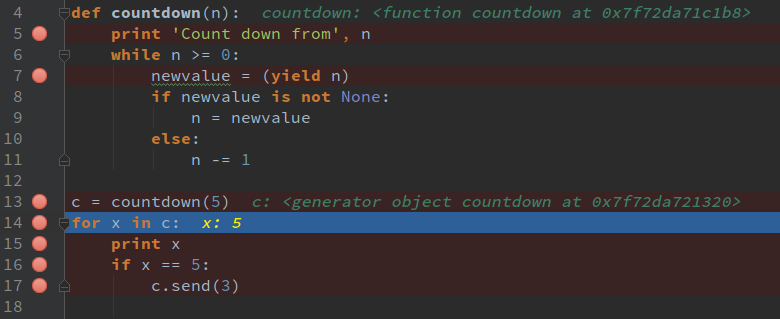 4 def countdown(n):  countdown: <function countdown at 0x7f72da71c1b8>
5     print 'Count down from', n
6     while n >= 0:
7         newvalue = (yield n)
8         if newvalue is not None:
9             n = newvalue
10         else:
11             n -= 1
12
13 c = countdown(5)  c: <generator object countdown at 0x7f72da721320>
14 for x in c:  x: 5
15     print x
16     if x == 5:
17         c.send(3)
18